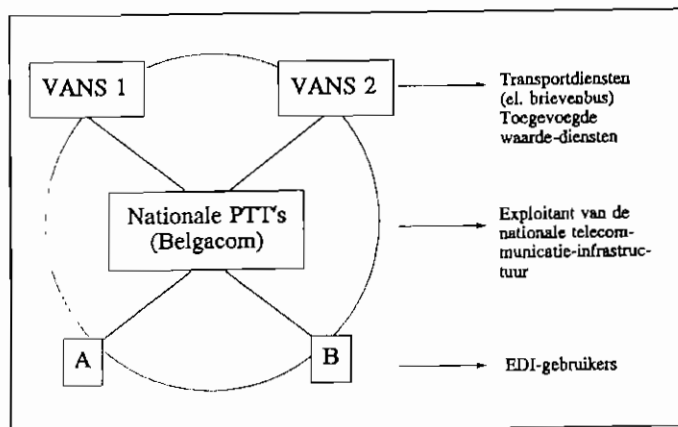 VANS 1
VANS 2
Transportdiensten
(el. brievenbus)
Toegevoegde
waarde-diensten
Nationale PTT's
(Belgacom)
Exploitant van de
nationale telecom-
municatie-infrastruc-
tuur
A
B
EDI-gebruikers